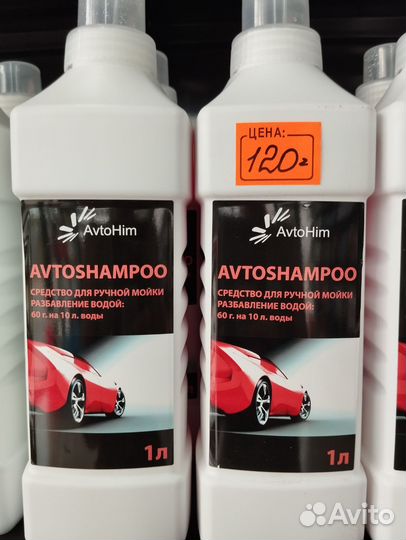 AvtoHim
AVTOSHAMPOO
СРЕДСТВО ДЛЯ РУЧНОЙ МОЙКИ
РАЗБАВЛЕНИЕ ВОДОЙ:
60 г. на 10 л. воды
1л
ЦЕНА:
120=
AvtoHim
AVTOSHAMPOO
СРЕДСТВО ДЛЯ РУЧНОЙ МОЙКИ
РАЗБАВЛЕНИЕ ВОДОЙ:
60 г. на 10 л. воды
1л
Avito